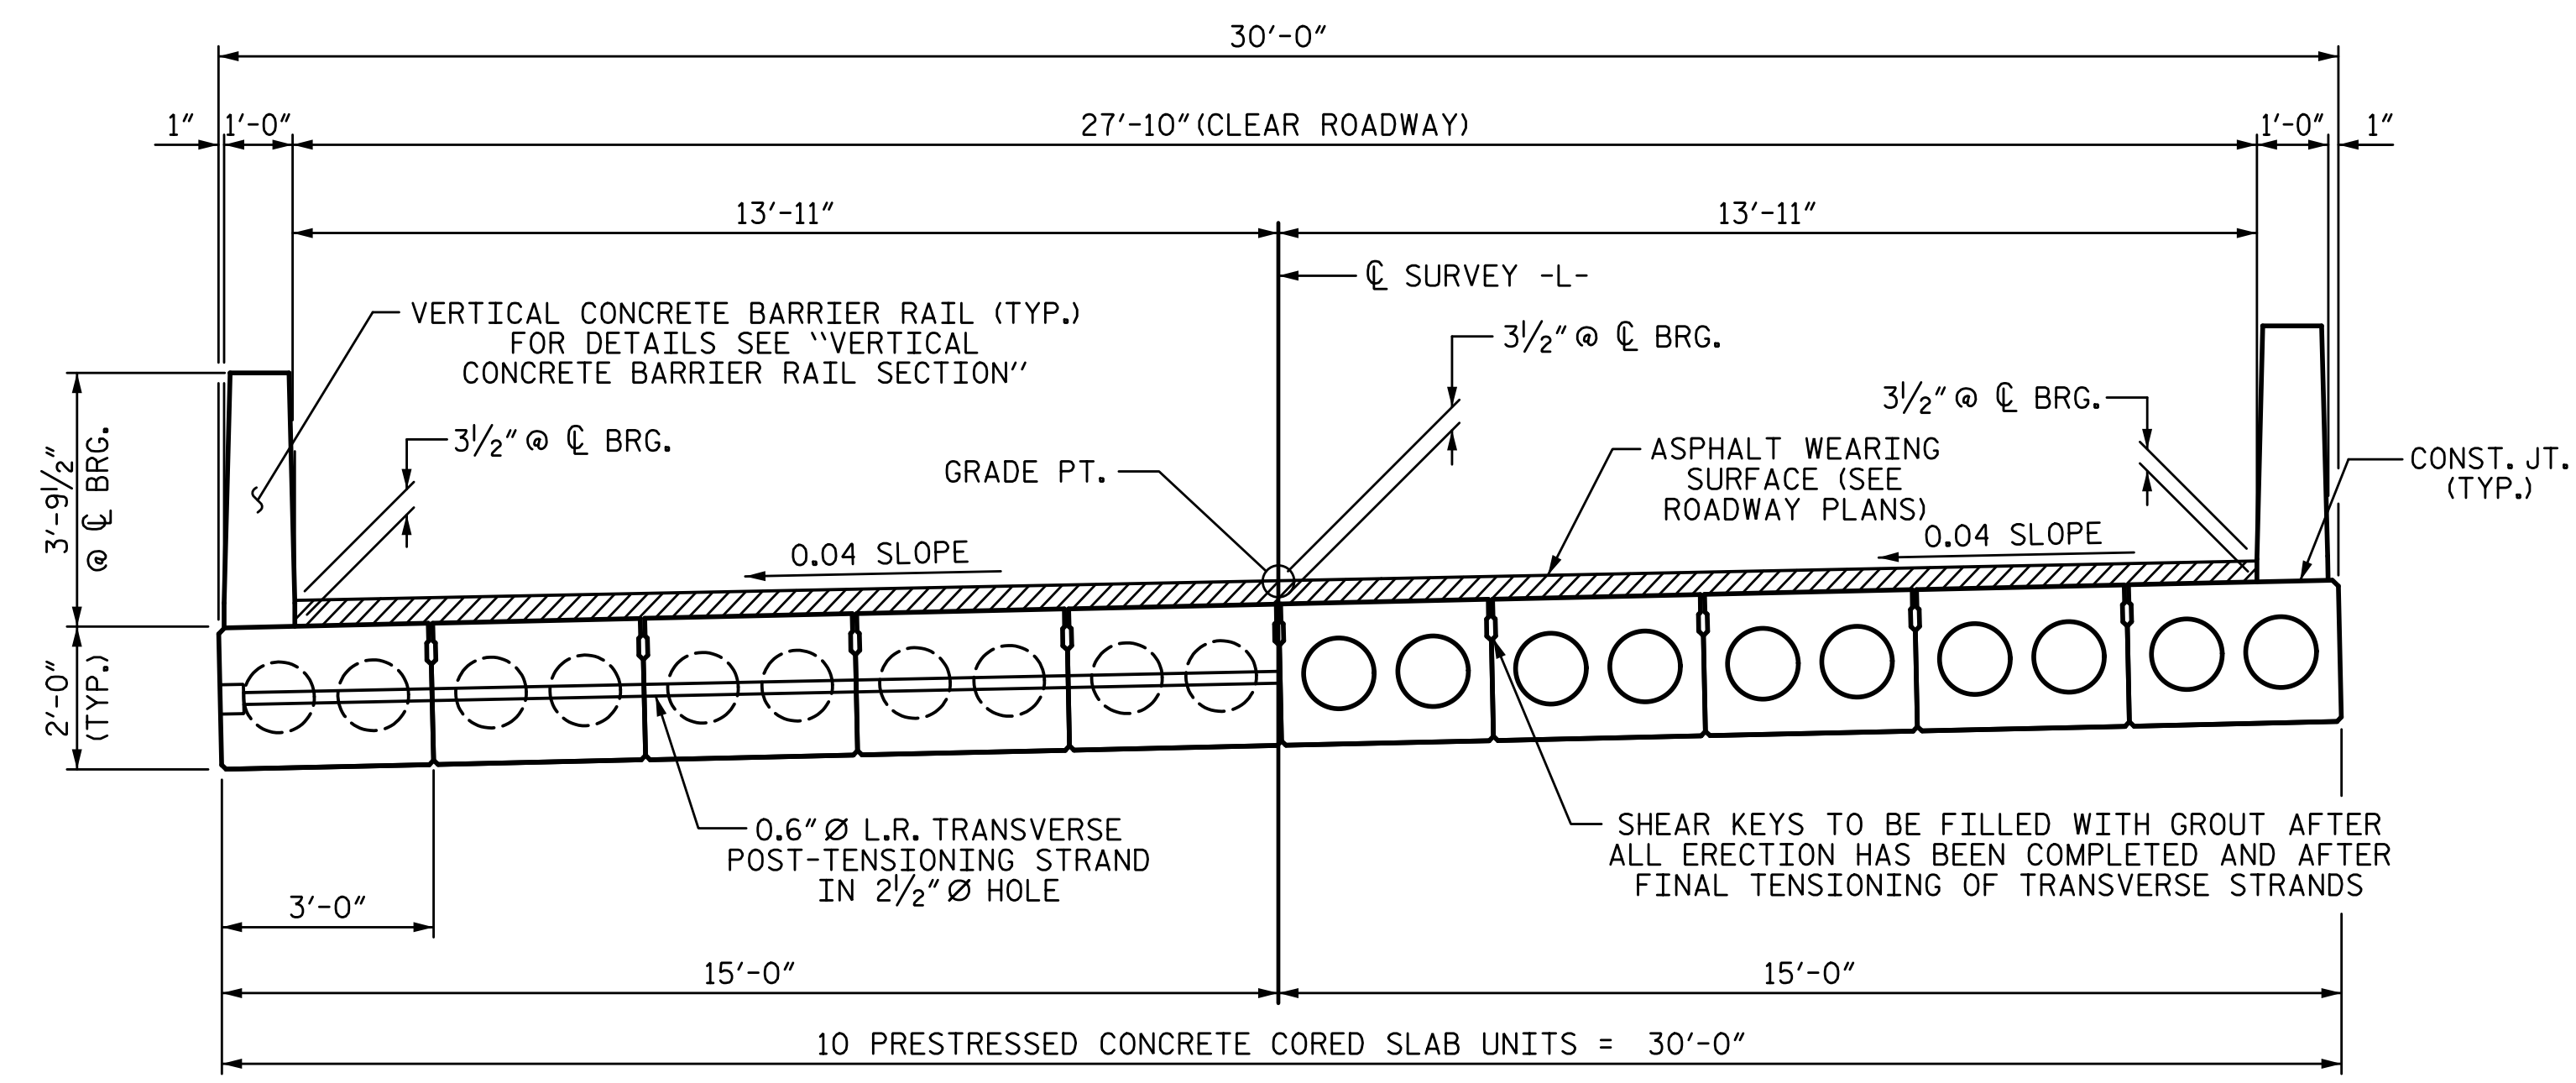 30'-0"
1" 1'-0" 27'-10"(CLEAR ROADWAY) 1'-0" 1"
13'-11" 13'-11"
℄ SURVEY -L-
VERTICAL CONCRETE BARRIER RAIL (TYP.)
FOR DETAILS SEE "VERTICAL
CONCRETE BARRIER RAIL SECTION"
3½"@ ℄ BRG.
3½"@ ℄ BRG.
3½"@ ℄ BRG.
GRADE PT.
ASPHALT WEARING
SURFACE (SEE
ROADWAY PLANS)
CONST. JT.
(TYP.)
3'-9½"
@ ℄ BRG.
0.04 SLOPE
0.04 SLOPE
2'-0"
(TYP.)
0.6"Ø L.R. TRANSVERSE
POST-TENSIONING STRAND
IN 2½"Ø HOLE
SHEAR KEYS TO BE FILLED WITH GROUT AFTER
ALL ERECTION HAS BEEN COMPLETED AND AFTER
FINAL TENSIONING OF TRANSVERSE STRANDS
3'-0"
15'-0" 15'-0"
10 PRESTRESSED CONCRETE CORED SLAB UNITS = 30'-0"